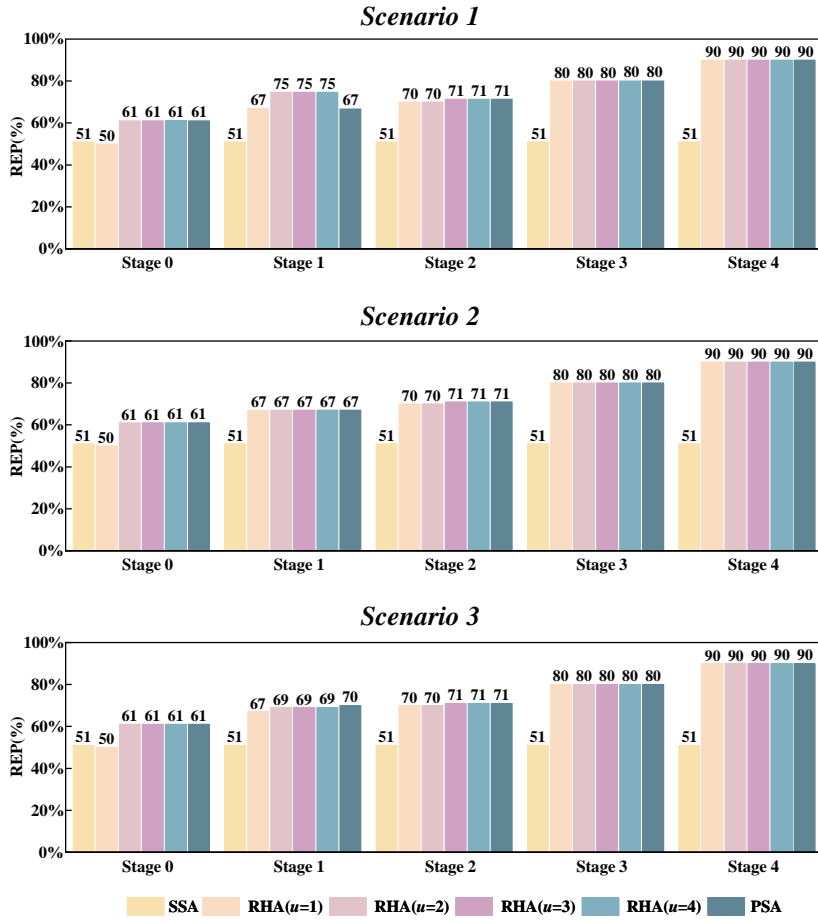 Scenario 1
100%
80%
60%
40%
20%
0%
REP(%)
51 50 61 61 61 61
51 67 75 75 75 67
51 70 70 71 71 71
51 80 80 80 80 80
51 90 90 90 90 90
Stage 0 Stage 1 Stage 2 Stage 3 Stage 4
Scenario 2
100%
80%
60%
40%
20%
0%
REP(%)
51 50 61 61 61 61
51 67 67 67 67 67
51 70 70 71 71 71
51 80 80 80 80 80
51 90 90 90 90 90
Stage 0 Stage 1 Stage 2 Stage 3 Stage 4
Scenario 3
100%
80%
60%
40%
20%
0%
REP(%)
51 50 61 61 61 61
51 67 69 69 69 70
51 70 70 71 71 71
51 80 80 80 80 80
51 90 90 90 90 90
Stage 0 Stage 1 Stage 2 Stage 3 Stage 4
SSA RHA(u=1) RHA(u=2) RHA(u=3) RHA(u=4) PSA